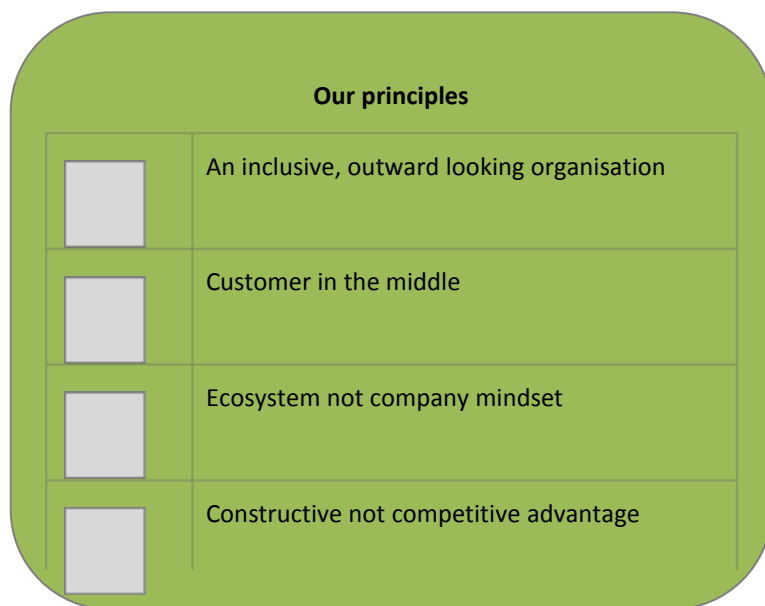 Our principles
An inclusive, outward looking organisation
Customer in the middle
Ecosystem not company mindset
Constructive not competitive advantage